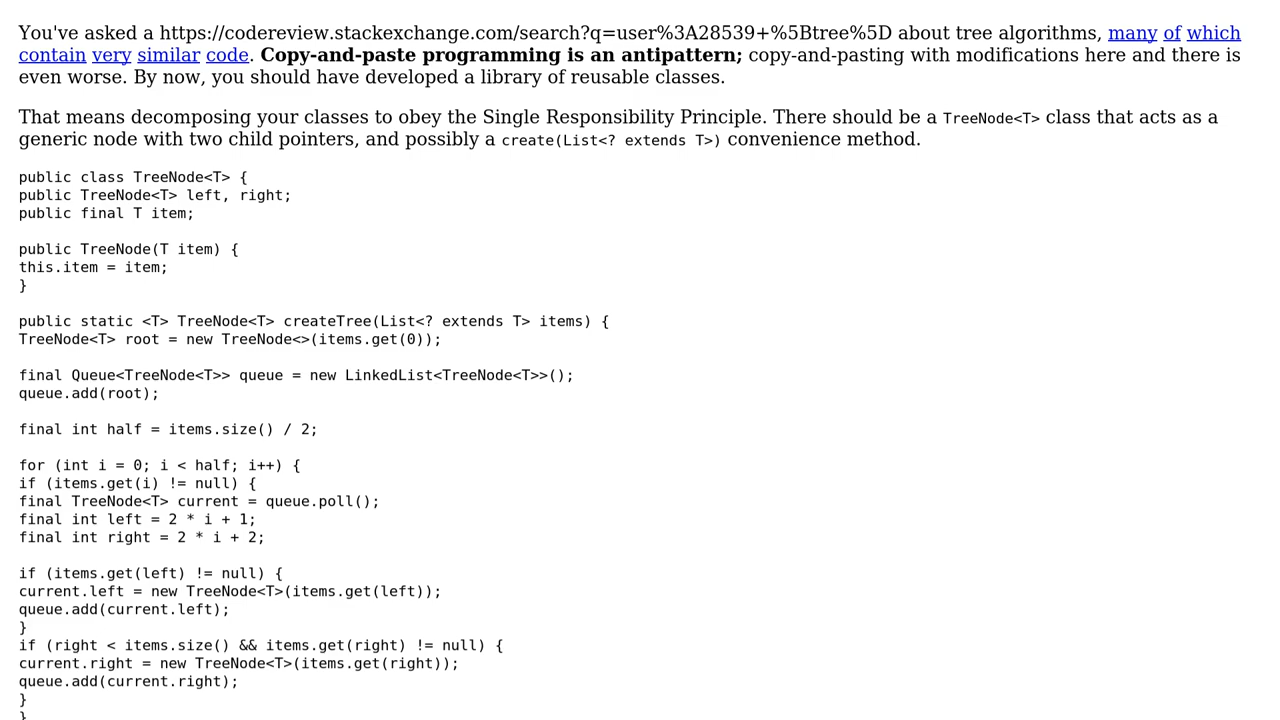 You've asked a https://codereview.stackexchange.com/search?q=user%3A28539+%5Btree%5D about tree algorithms, many of which
contain very similar code. Copy-and-paste programming is an antipattern; copy-and-pasting with modifications here and there is
even worse. By now, you should have developed a library of reusable classes.
That means decomposing your classes to obey the Single Responsibility Principle. There should be a TreeNode<T> class that acts as a
generic node with two child pointers, and possibly a create(List<? extends T>) convenience method.
public class TreeNode<T> {
public TreeNode<T> left, right;
public final T item;
public TreeNode(T item) {
this.item = item;
}
public static <T> TreeNode<T> createTree(List<? extends T> items) {
TreeNode<T> root = new TreeNode<>(items.get(0));
final Queue<TreeNode<T>> queue = new LinkedList<TreeNode<T>>();
queue.add(root);
final int half = items.size() / 2;
for (int i = 0; i < half; i++) {
if (items.get(i) != null) {
final TreeNode<T> current = queue.poll();
final int left = 2 * i + 1;
final int right = 2 * i + 2;
if (items.get(left) != null) {
current.left = new TreeNode<T>(items.get(left));
queue.add(current.left);
}
if (right < items.size() && items.get(right) != null) {
current.right = new TreeNode<T>(items.get(right));
queue.add(current.right);
}
}